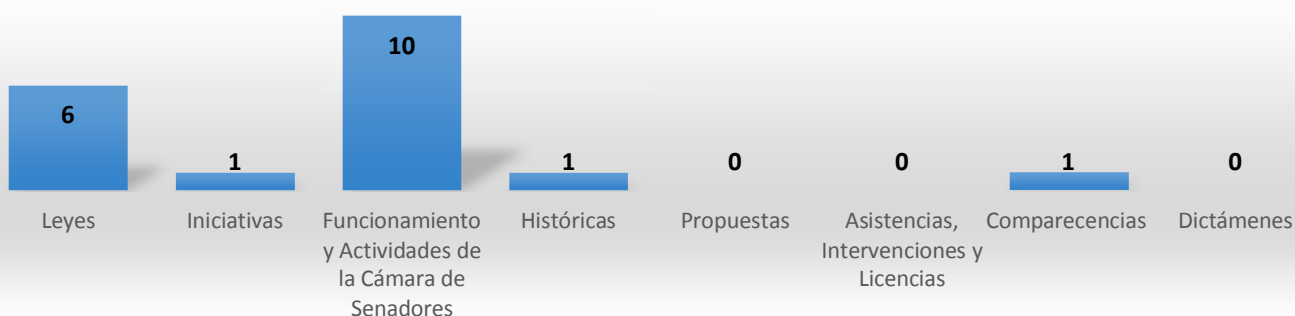 10
6
1
1
0
0
1
0
Leyes
Iniciativas
Funcionamiento
y Actividades de
la Cámara de
Senadores
Históricas
Propuestas
Asistencias,
Intervenciones y
Licencias
Comparecencias
Dictámenes